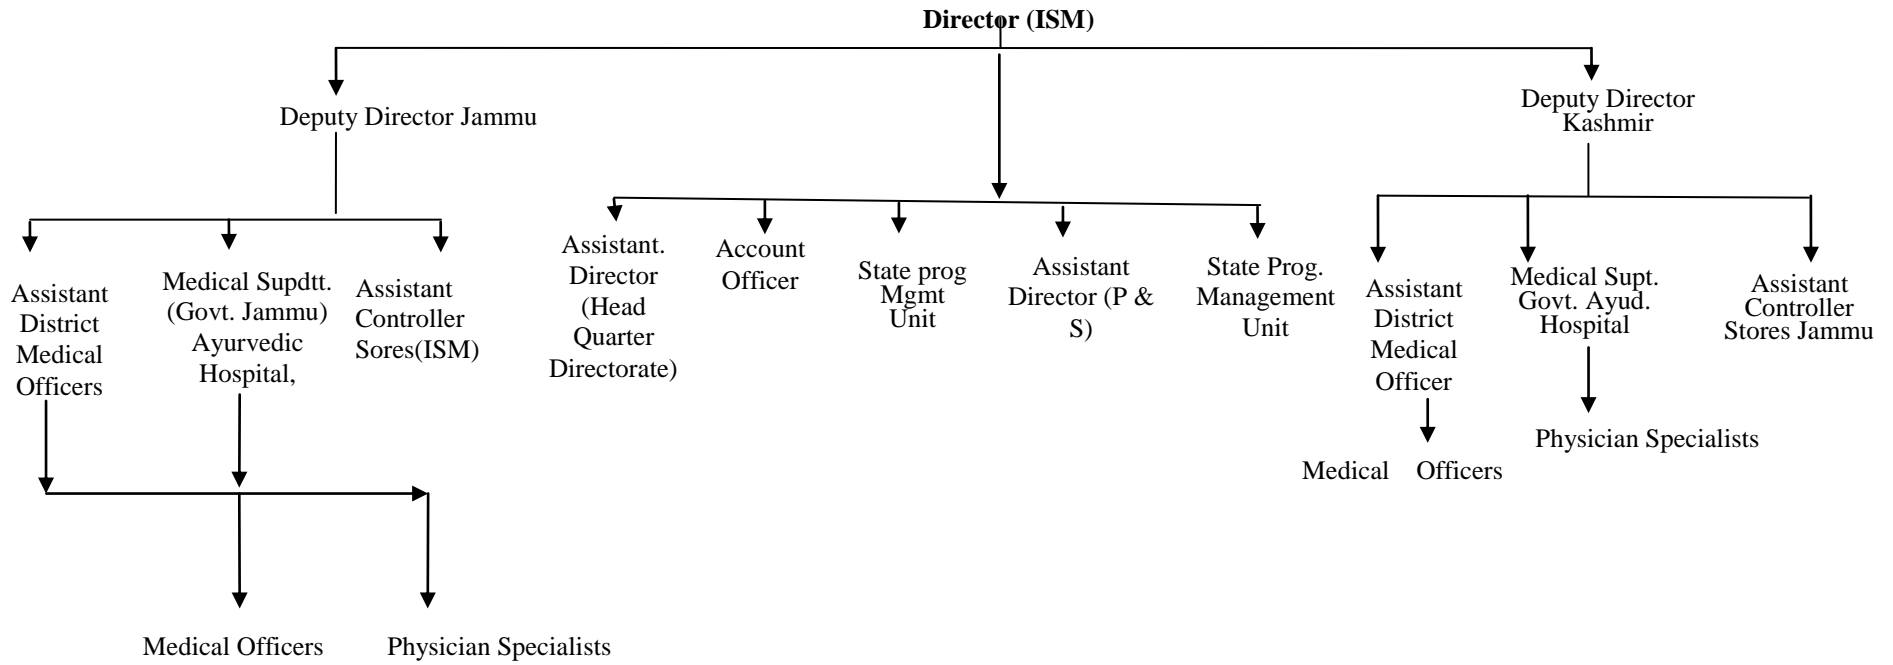 Director (ISM)
Deputy Director Jammu
Deputy Director
Kashmir
Assistant
District
Medical
Officers
Medical Supdtt.
(Govt. Jammu)
Ayurvedic
Hospital,
Assistant
Controller
Sores(ISM)
Assistant.
Director
(Head
Quarter
Directorate)
Account
Officer
State prog
Mgmt
Unit
Assistant
Director (P &
S)
State Prog.
Management
Unit
Assistant
District
Medical
Officer
Medical Supt.
Govt. Ayud.
Hospital
Assistant
Controller
Stores Jammu
Physician Specialists
Medical Officers
Medical Officers
Physician Specialists